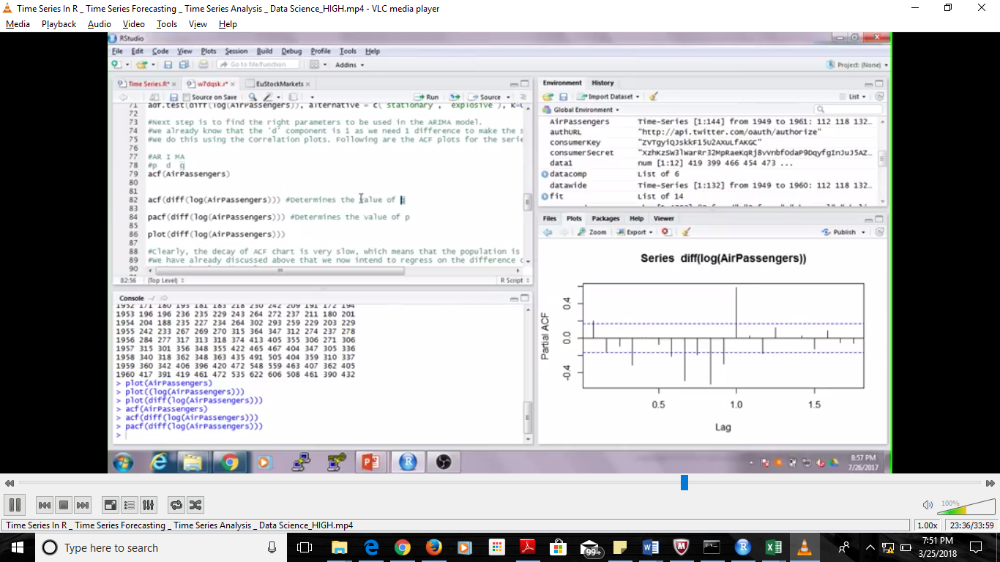 Time Series In R _ Time Series Forecasting _ Time Series Analysis _ Data Science_HIGH.mp4 - VLC media player
Media Playback Audio Video Tools View Help
RStudio
File Edit Code View Plots Session Build Debug Profile Tools Help
Go to file/function Addins Project: (None)
Time Series.R* w7dqsk.r* EuStockMarkets
Source on Save Run Source
71 adf.test(diff(log(AirPassengers)), alternative = c("stationary", "explosive"),
72
73 #Next step is to find the right parameters to be used in the ARIMA model.
74 #we already know that the 'd' component is 1 as we need 1 difference to make the s
75 #we do this using the Correlation plots. Following are the ACF plots for the serie
76
77 #AR I MA
78 #p d q
79 acf(AirPassengers)
80
81
82 acf(diff(log(AirPassengers))) #Determines the value of
83
84 pacf(diff(log(AirPassengers))) #Determines the value of p
85
86 plot(diff(log(AirPassengers)))
87
88 #Clearly, the decay of ACF chart is very slow, which means that the population is
89 #we have already discussed above that we now intend to regress on the difference
90
82:56 (Top Level) R Script
Console ~/
1952 171 180 193 181 183 218 230 242 209 191 172 194
1953 196 196 236 235 229 243 264 272 237 211 180 201
1954 204 188 235 227 234 264 302 293 259 229 203 229
1955 242 233 267 269 270 315 364 347 312 274 237 278
1956 284 277 317 313 318 374 413 405 355 306 271 306
1957 315 301 356 348 355 422 465 467 404 347 305 336
1958 340 318 362 348 363 435 491 505 404 359 310 337
1959 360 342 406 396 420 472 548 559 463 407 362 405
1960 417 391 419 461 472 535 622 606 508 461 390 432
> plot(AirPassengers)
> plot((log(AirPassengers)))
> plot(diff(log(AirPassengers)))
> acf(AirPassengers)
> acf(diff(log(AirPassengers)))
> pacf(diff(log(AirPassengers)))
>
Environment History
Import Dataset List
Global Environment
AirPassengers Time-Series [1:144] from 1949 to 1961: 112 118 132…
authURL "http://api.twitter.com/oauth/authorize"
consumerKey
consumerSecret
data1 num [1:12] 419 399 466 454 473 ...
datacomp List of 6
datawide Time-Series [1:132] from 1949 to 1960: 112 118 132…
fit List of 14
Files Plots Packages Help Viewer
Zoom Export Publish
Series diff(log(AirPassengers))
Partial ACF
0.4
0.0
-0.4
0.5 1.0 1.5
Lag
8:57 PM
7/26/2017
100%
Time Series In R _ Time Series Forecasting _ Time Series Analysis _ Data Science_HIGH.mp4 1.00x 23:36/33:59
Type here to search
99+
7:51 PM
3/25/2018